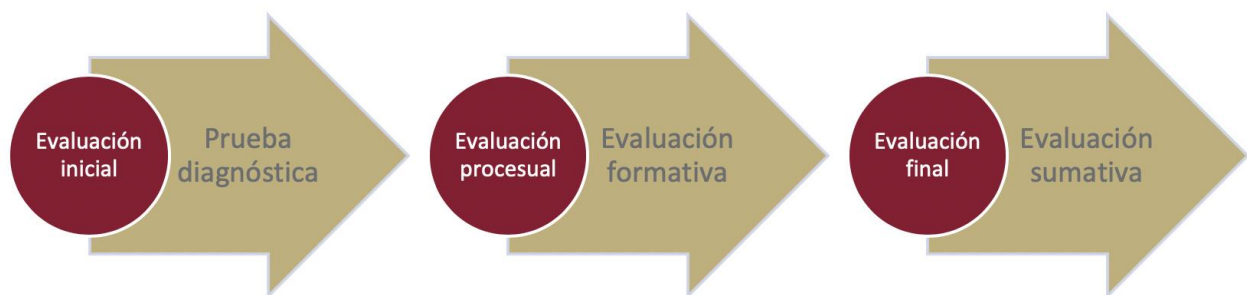 Evaluación
inicial
Prueba
diagnóstica
Evaluación
procesual
Evaluación
formativa
Evaluación
final
Evaluación
sumativa